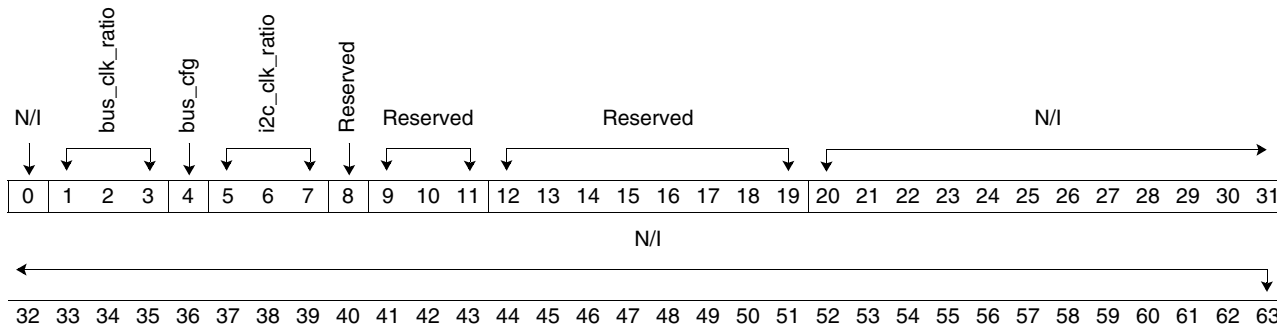 bus_clk_ratio
bus_cfg
i2c_clk_ratio
Reserved
N/I Reserved Reserved N/I
0 1 2 3 4 5 6 7 8 9 10 11 12 13 14 15 16 17 18 19 20 21 22 23 24 25 26 27 28 29 30 31
N/I
32 33 34 35 36 37 38 39 40 41 42 43 44 45 46 47 48 49 50 51 52 53 54 55 56 57 58 59 60 61 62 63